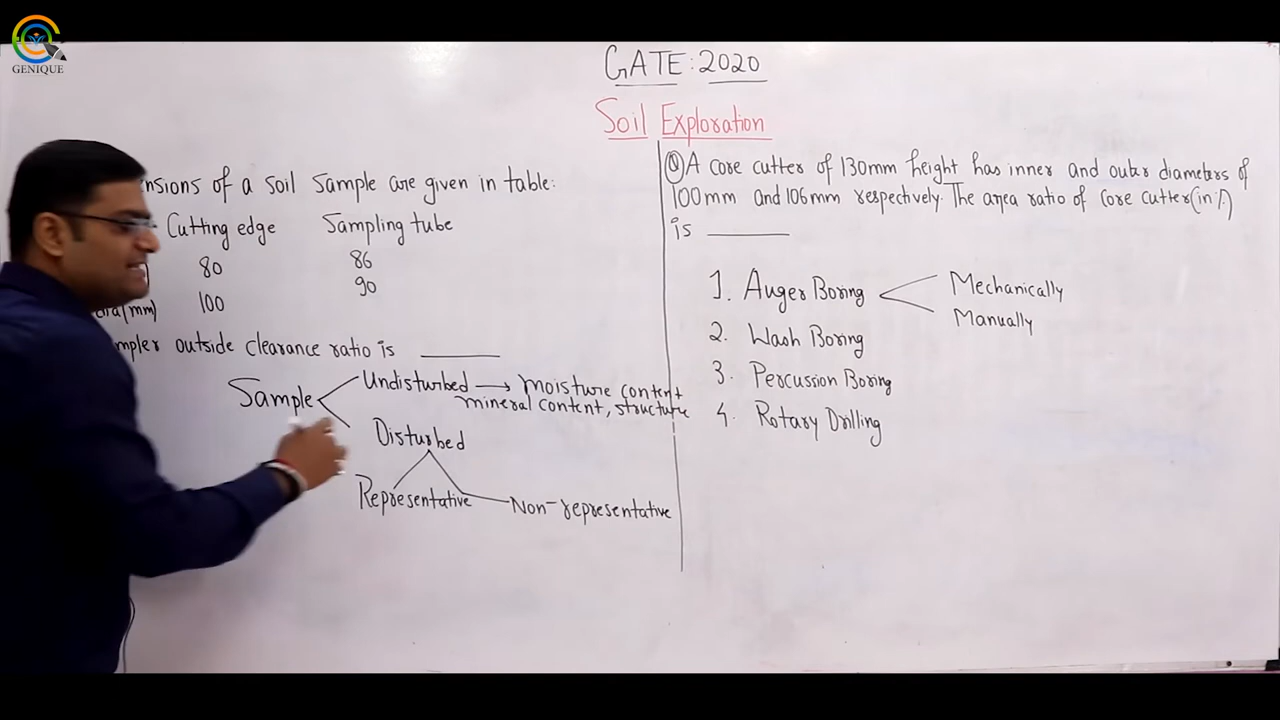 GENIQUE
GATE: 2020
Soil Exploration
nsions of a soil sample are given in table:
Cutting edge Sampling tube
80 86
dia(mm) 100 90
mpler outside clearance ratio is ______
Sample
Undisturbed → moisture content
mineral content, structure
Disturbed
Representative Non-representative
Q) A core cutter of 130mm height has inner and outer diameters of
100mm and 106mm respectively. The area ratio of core cutter (in %)
is ______
1. Auger Boring
Mechanically
Manually
2. Wash Boring
3. Percussion Boring
4. Rotary Drilling